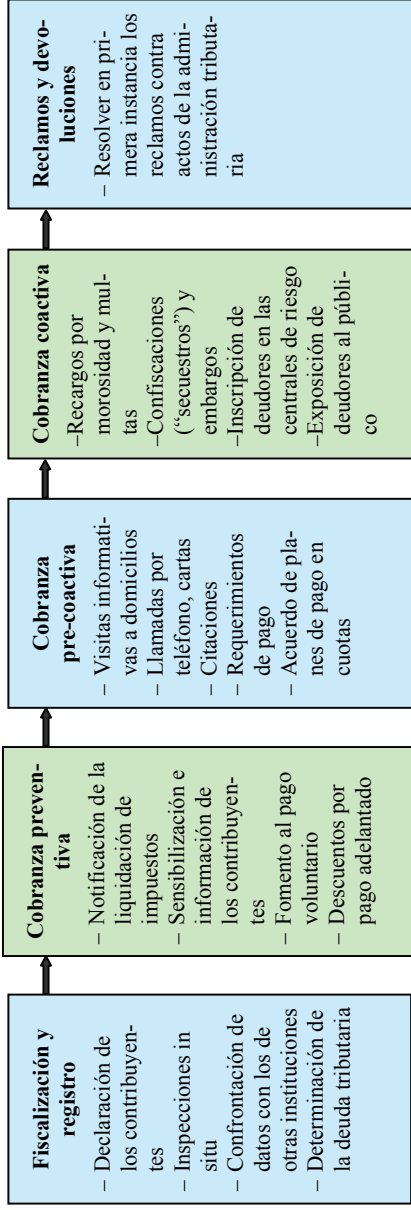 Fiscalización y
registro
– Declaración de
los contribuyen-
tes
– Inspecciones in
situ
– Confrontación de
datos con los de
otras instituciones
– Determinación de
la deuda tributaria
Cobranza preven-
tiva
– Notificación de la
liquidación de
impuestos
– Sensibilización e
información de
los contribuyen-
tes
– Fomento al pago
voluntario
– Descuentos por
pago adelantado
Cobranza
pre-coactiva
– Visitas informati-
vas a domicilios
– Llamadas por
teléfono, cartas
– Citaciones
– Requerimientos
de pago
– Acuerdo de pla-
nes de pago en
cuotas
Cobranza coactiva
–Recargos por
morosidad y mul-
tas
–Confiscaciones
(“secuestros”) y
embargos
–Inscripción de
deudores en las
centrales de riesgo
–Exposición de
deudores al públi-
co
Reclamos y devo-
luciones
– Resolver en pri-
mera instancia los
reclamos contra
actos de la admi-
nistración tributa-
ria